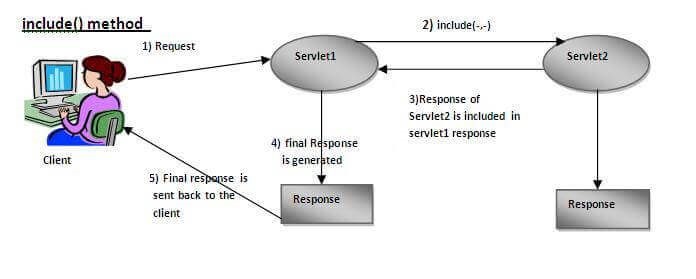 include() method
1) Request
Servlet1
2) include(-,-)
Servlet2
3)Response of
Servlet2 is included in
servlet1 response
4) final Response
is generated
Client
5) Final response is
sent back to the
client
Response
Response